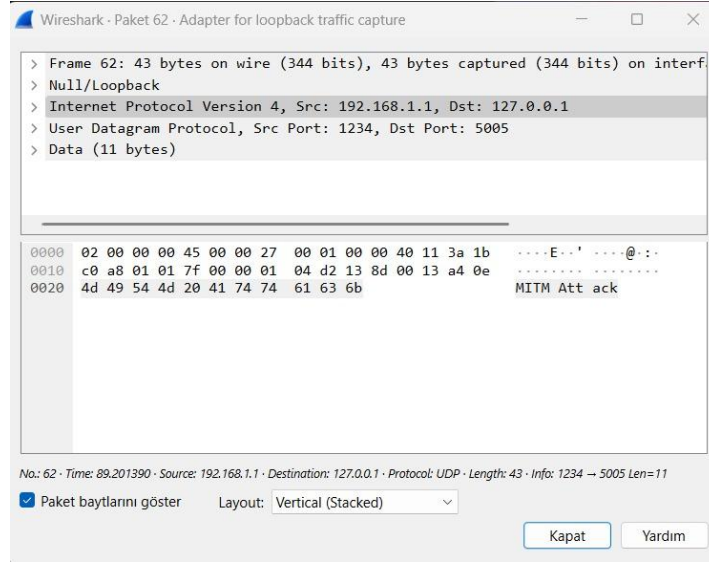 Wireshark · Paket 62 · Adapter for loopback traffic capture
> Frame 62: 43 bytes on wire (344 bits), 43 bytes captured (344 bits) on interfa
> Null/Loopback
> Internet Protocol Version 4, Src: 192.168.1.1, Dst: 127.0.0.1
> User Datagram Protocol, Src Port: 1234, Dst Port: 5005
> Data (11 bytes)
0000 02 00 00 00 45 00 00 27 00 01 00 00 40 11 3a 1b ····E··' ····@·:·
0010 c0 a8 01 01 7f 00 00 01 04 d2 13 8d 00 13 a4 0e ········ ········
0020 4d 49 54 4d 20 41 74 74 61 63 6b MITM Att ack
No.: 62 · Time: 89.201390 · Source: 192.168.1.1 · Destination: 127.0.0.1 · Protocol: UDP · Length: 43 · Info: 1234 → 5005 Len=11
Paket baytlarını göster Layout: Vertical (Stacked)
Kapat Yardım